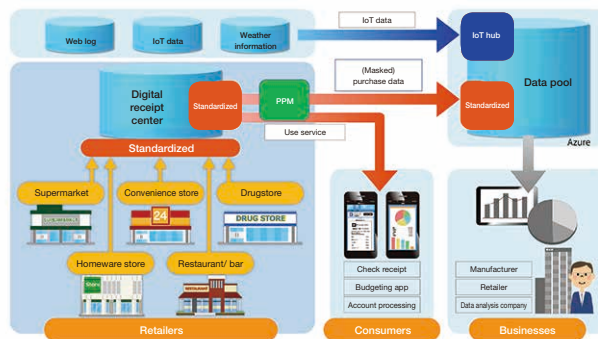 Web log
IoT data
Weather
information
IoT data
IoT hub
(Masked)
purchase data
Data pool
Digital
receipt
center
Standardized
PPM
Standardized
Use service
Azure
Standardized
Supermarket
Convenience store
Drugstore
24
DRUG STORE
Homeware store
Restaurant/ bar
RESTAURANT
Check receipt
Budgeting app
Account processing
Manufacturer
Retailer
Data analysis company
Retailers
Consumers
Businesses